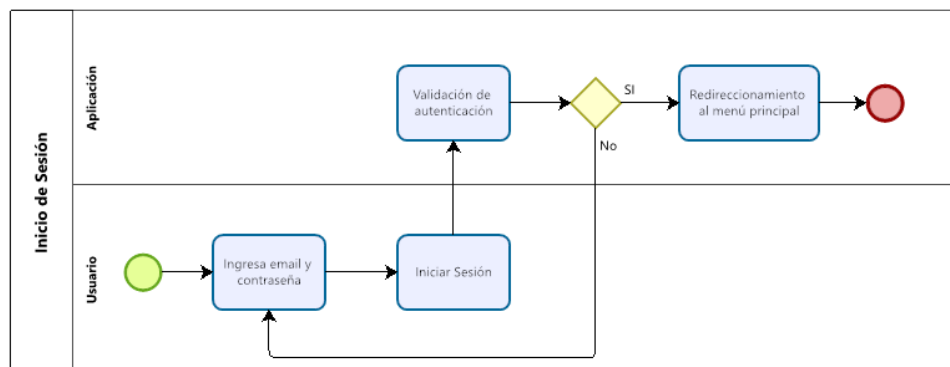 Inicio de Sesión
Aplicación
Validación de
autenticación
SI
No
Redireccionamiento
al menú principal
Usuario
Ingresa email y
contraseña
Iniciar Sesión